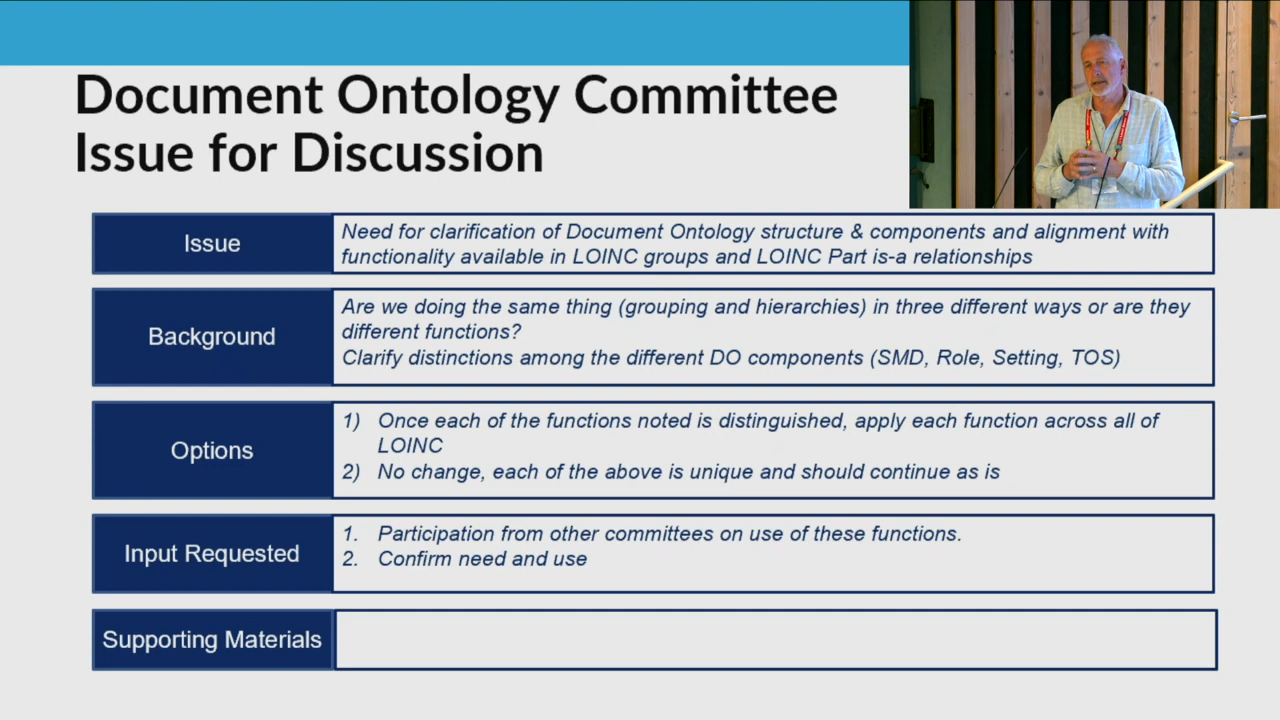 Document Ontology Committee
Issue for Discussion
Issue
Need for clarification of Document Ontology structure & components and alignment with
functionality available in LOINC groups and LOINC Part is-a relationships
Background
Are we doing the same thing (grouping and hierarchies) in three different ways or are they
different functions?
Clarify distinctions among the different DO components (SMD, Role, Setting, TOS)
Options
1) Once each of the functions noted is distinguished, apply each function across all of
LOINC
2) No change, each of the above is unique and should continue as is
Input Requested
1. Participation from other committees on use of these functions.
2. Confirm need and use
Supporting Materials